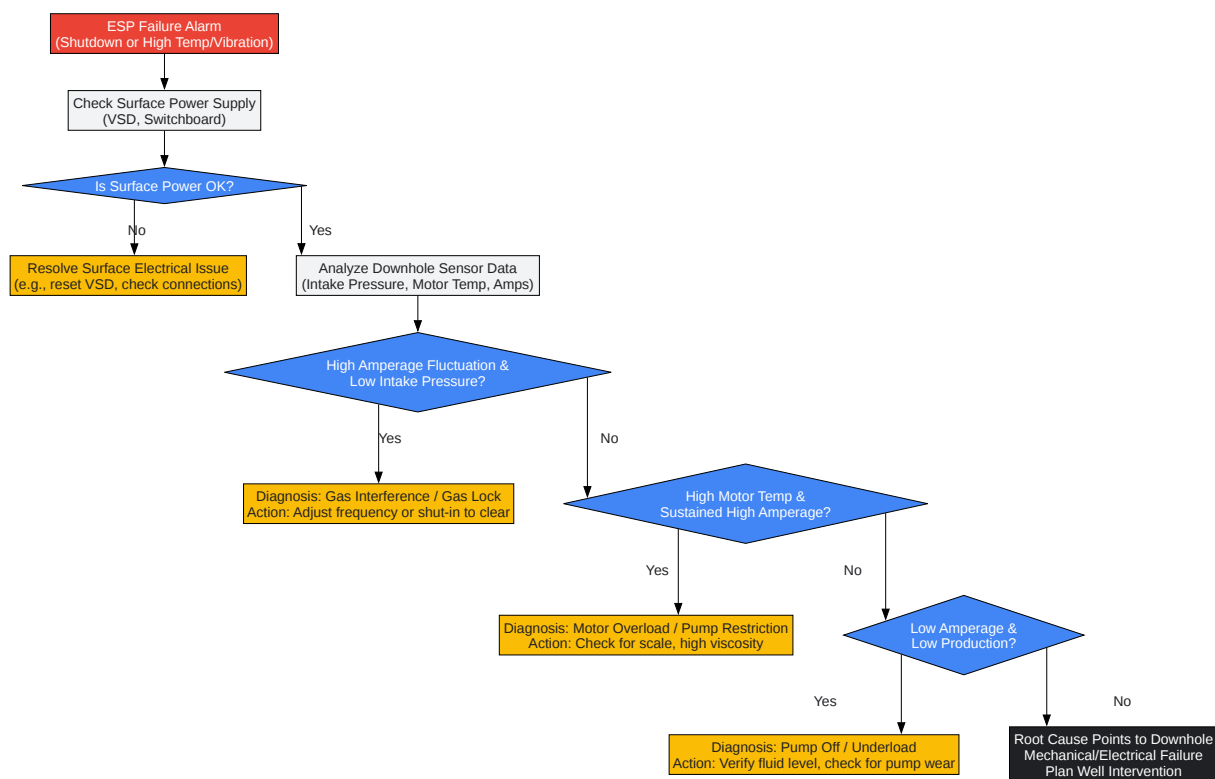 ESP Failure Alarm
(Shutdown or High Temp/Vibration)
Check Surface Power Supply
(VSD, Switchboard)
Is Surface Power OK?
No
Yes
Resolve Surface Electrical Issue
(e.g., reset VSD, check connections)
Analyze Downhole Sensor Data
(Intake Pressure, Motor Temp, Amps)
High Amperage Fluctuation &
Low Intake Pressure?
Yes
No
Diagnosis: Gas Interference / Gas Lock
Action: Adjust frequency or shut-in to clear
High Motor Temp &
Sustained High Amperage?
Yes
No
Diagnosis: Motor Overload / Pump Restriction
Action: Check for scale, high viscosity
Low Amperage &
Low Production?
Yes
No
Diagnosis: Pump Off / Underload
Action: Verify fluid level, check for pump wear
Root Cause Points to Downhole
Mechanical/Electrical Failure
Plan Well Intervention